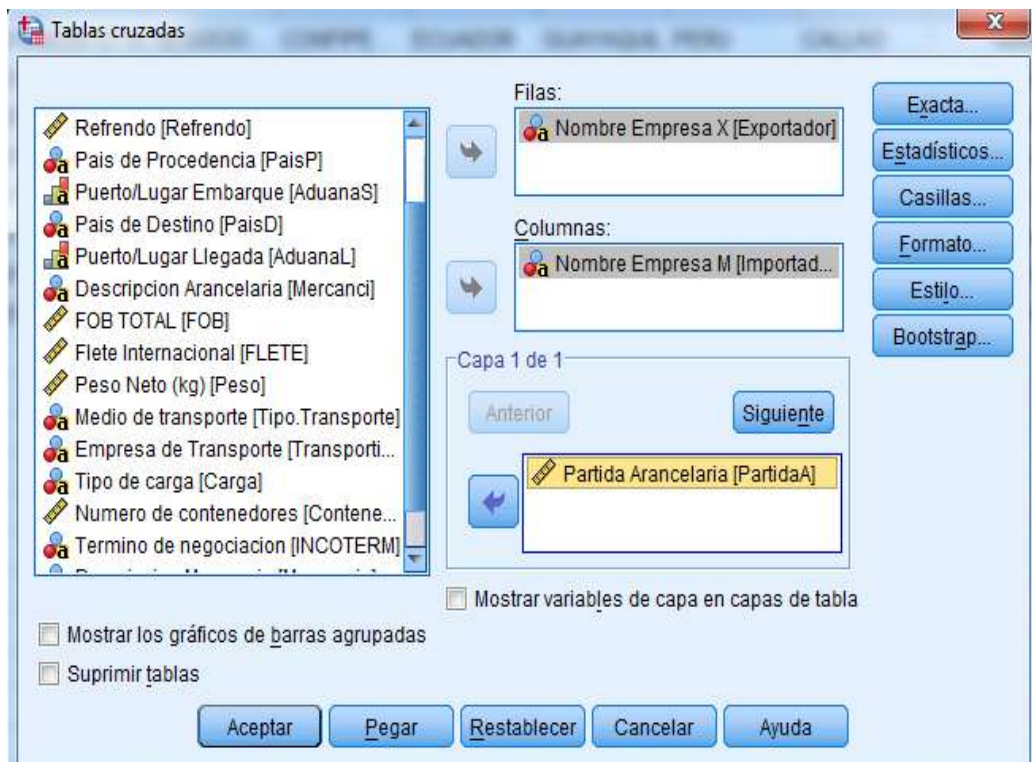 Tablas cruzadas
Refrendo [Refrendo]
Pais de Procedencia [PaisP]
Puerto/Lugar Embarque [AduanaS]
Pais de Destino [PaisD]
Puerto/Lugar Llegada [AduanaL]
Descripcion Arancelaria [Mercanci]
FOB TOTAL [FOB]
Flete Internacional [FLETE]
Peso Neto (kg) [Peso]
Medio de transporte [Tipo.Transporte]
Empresa de Transporte [Transporti...
Tipo de carga [Carga]
Numero de contenedores [Contene...
Termino de negociacion [INCOTERM]
Filas:
Nombre Empresa X [Exportador]
Columnas:
Nombre Empresa M [Importad...
Capa 1 de 1
Anterior
Siguiente
Partida Arancelaria [PartidaA]
Mostrar variables de capa en capas de tabla
Exacta...
Estadísticos...
Casillas...
Formato...
Estilo...
Bootstrap...
Mostrar los gráficos de barras agrupadas
Suprimir tablas
Aceptar
Pegar
Restablecer
Cancelar
Ayuda